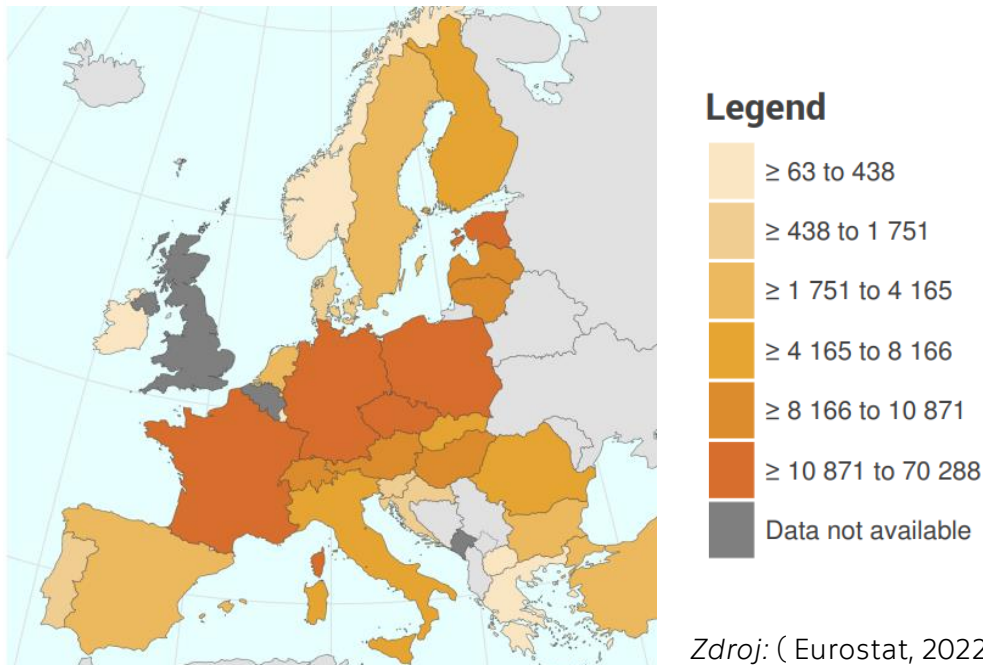 Legend
≥ 63 to 438
≥ 438 to 1 751
≥ 1 751 to 4 165
≥ 4 165 to 8 166
≥ 8 166 to 10 871
≥ 10 871 to 70 288
Data not available
Zdroj: ( Eurostat, 2022